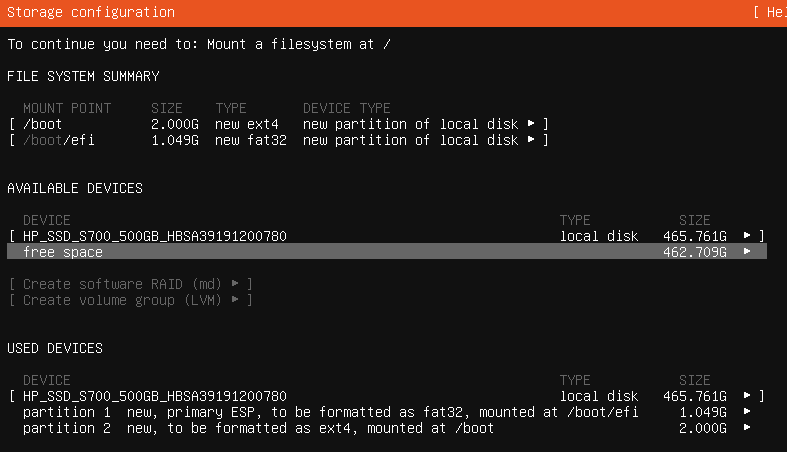 Storage configuration [ Hel
To continue you need to: Mount a filesystem at /
FILE SYSTEM SUMMARY
MOUNT POINT SIZE TYPE DEVICE TYPE
[ /boot 2.000G new ext4 new partition of local disk ▸ ]
[ /boot/efi 1.049G new fat32 new partition of local disk ▸ ]
AVAILABLE DEVICES
DEVICE TYPE SIZE
[ HP_SSD_S700_500GB_HBSA39191200780 local disk 465.761G ▸ ]
free space 462.709G ▸
[ Create software RAID (md) ▸ ]
[ Create volume group (LVM) ▸ ]
USED DEVICES
DEVICE TYPE SIZE
[ HP_SSD_S700_500GB_HBSA39191200780 local disk 465.761G ▸ ]
partition 1 new, primary ESP, to be formatted as fat32, mounted at /boot/efi 1.049G ▸
partition 2 new, to be formatted as ext4, mounted at /boot 2.000G ▸